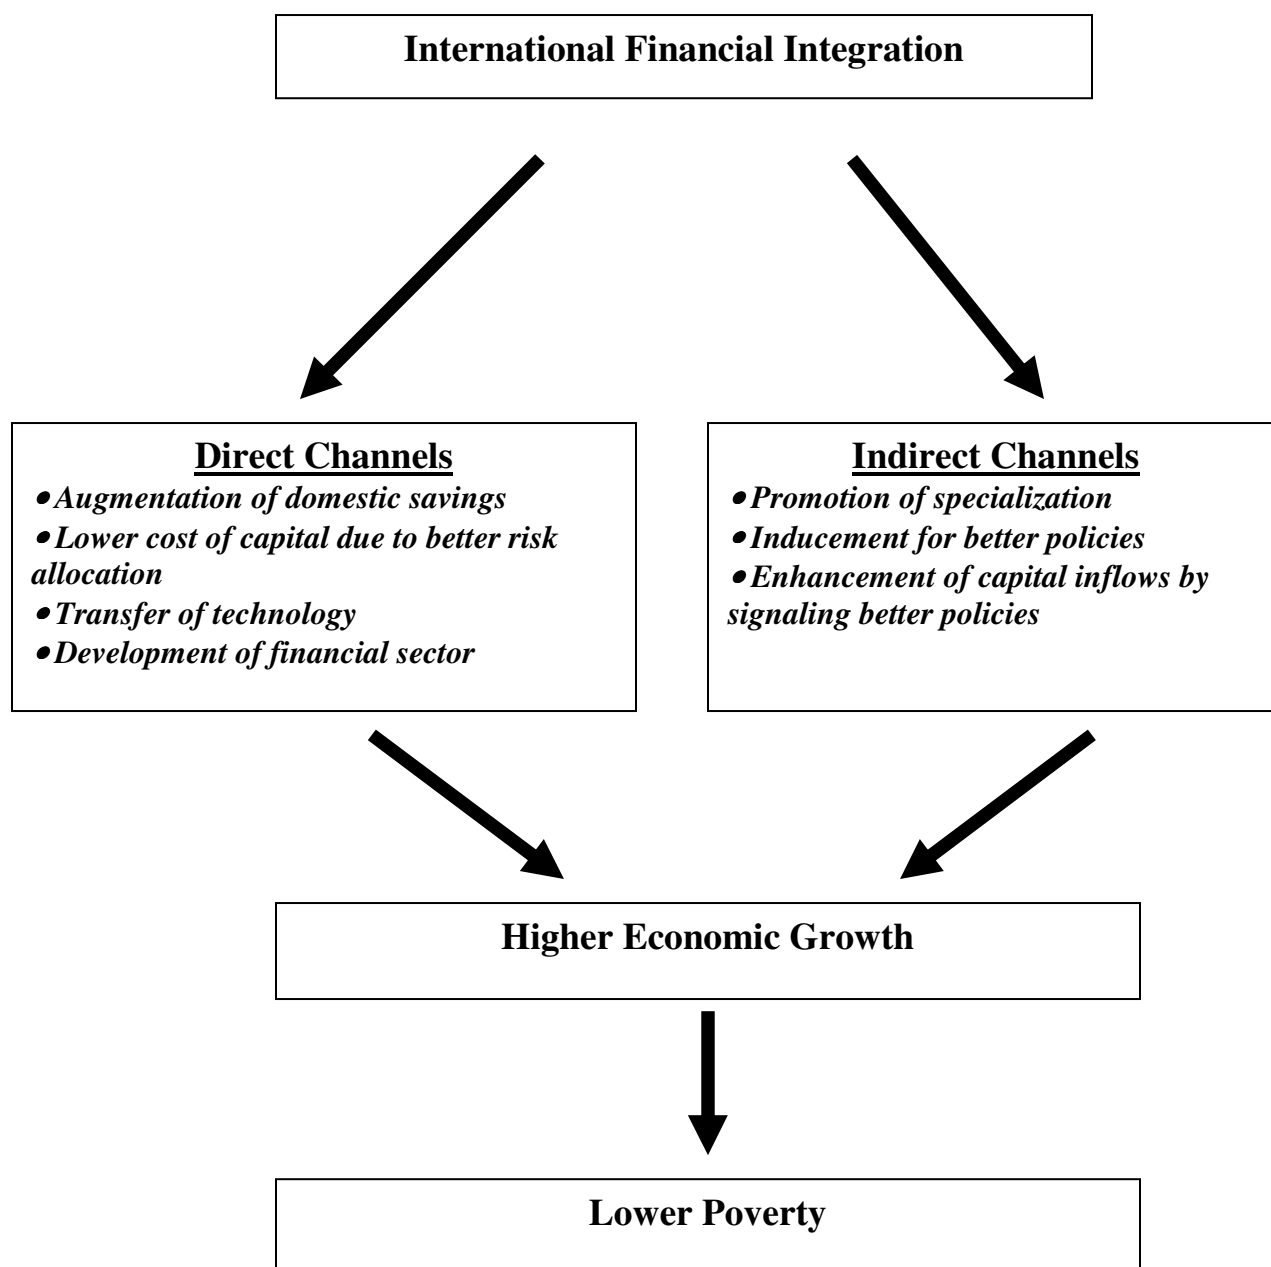 International Financial Integration
Direct Channels
●Augmentation of domestic savings
●Lower cost of capital due to better risk
allocation
●Transfer of technology
●Development of financial sector
Indirect Channels
●Promotion of specialization
●Inducement for better policies
●Enhancement of capital inflows by
signaling better policies
Higher Economic Growth
Lower Poverty